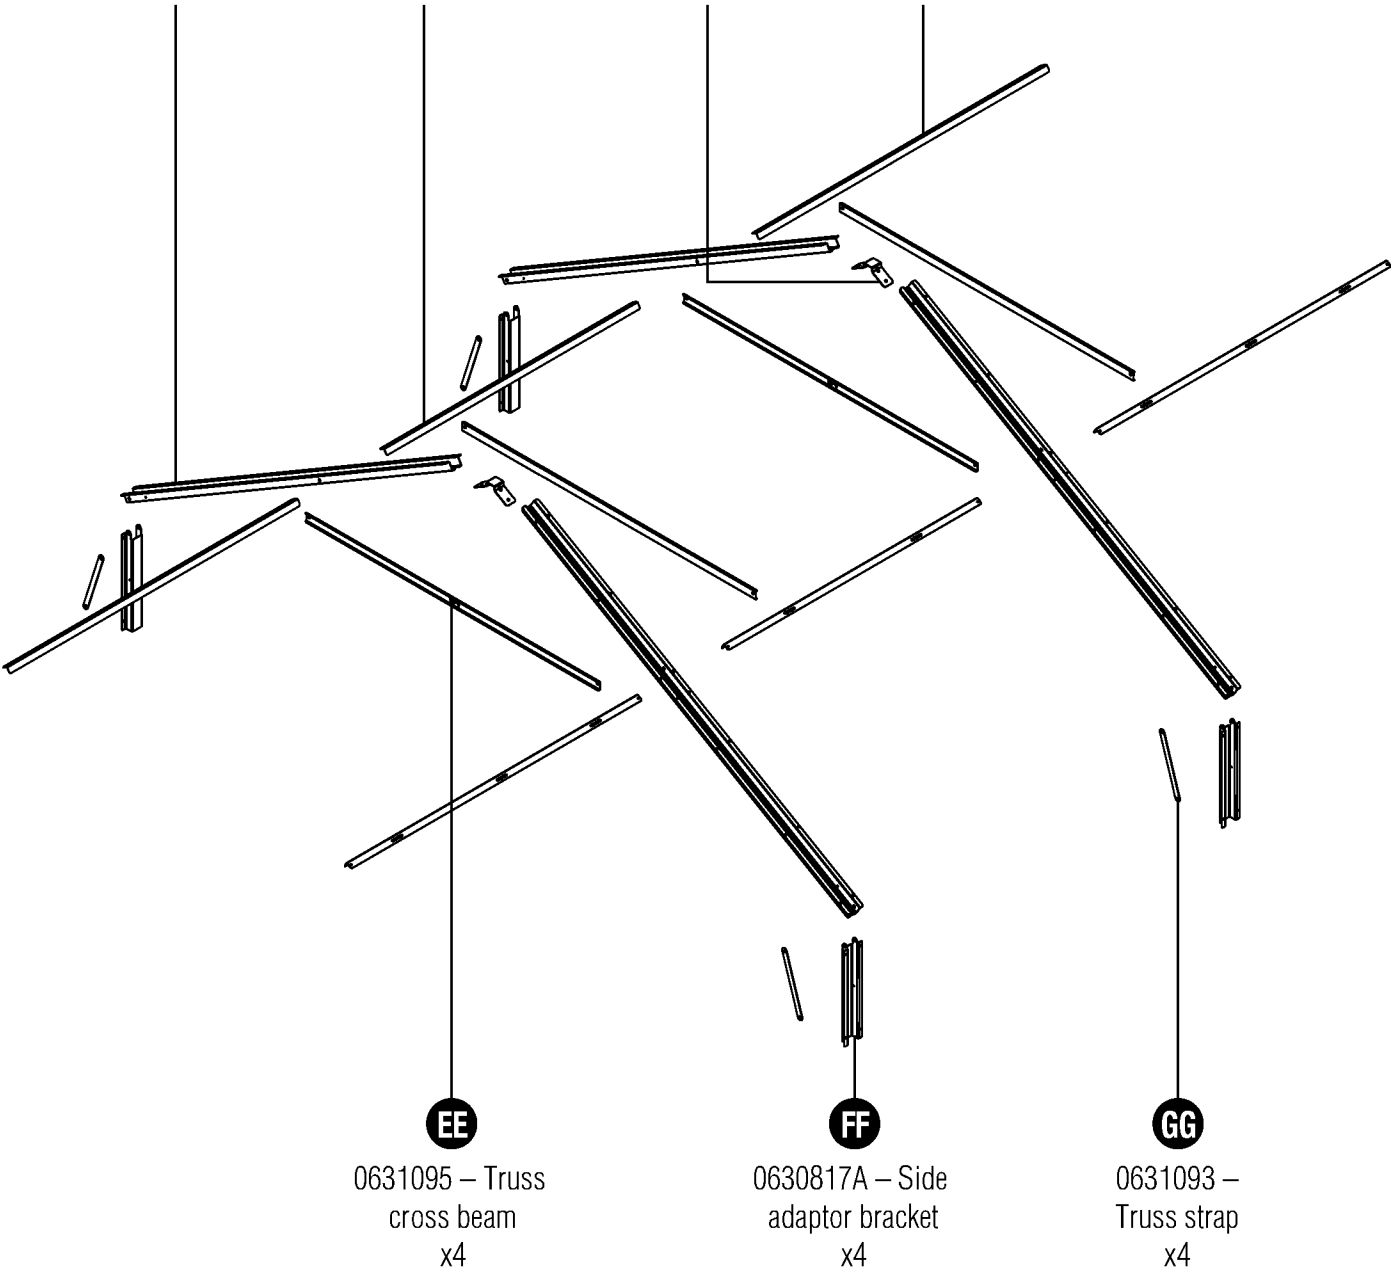 EE
0631095 – Truss
cross beam
x4
FF
0630817A – Side
adaptor bracket
x4
GG
0631093 –
Truss strap
x4